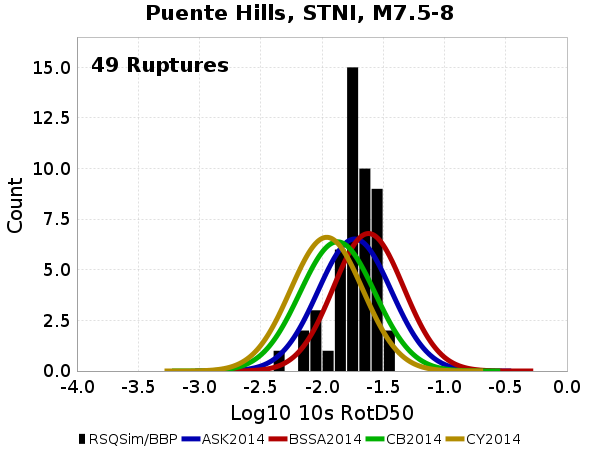 Puente Hills, STNI, M7.5-8
49 Ruptures
Count
15.0
12.5
10.0
7.5
5.0
2.5
0.0
-4.0 -3.5 -3.0 -2.5 -2.0 -1.5 -1.0 -0.5 0.0
Log10 10s RotD50
RSQSim/BBP ASK2014 BSSA2014 CB2014 CY2014